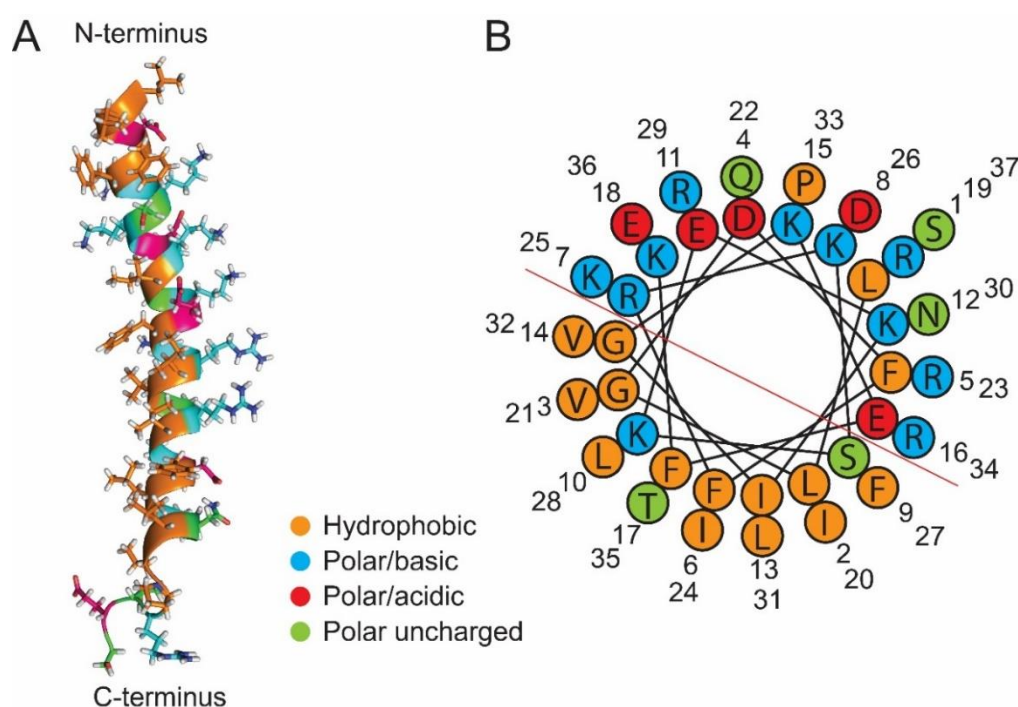 A
N-terminus
C-terminus
Hydrophobic
Polar/basic
Polar/acidic
Polar uncharged
B
22 33
29 4 15 26 37
36 11 Q P 8 19
18 R D 1
E E D K S
25 7 K K L R 12 30
K R K N
32 14 V G F R 5 23
21 3 V G E R 16 34
L K S
10 F F I L F 9
28 T I L I 27
17 6 13 2
35 24 31 20